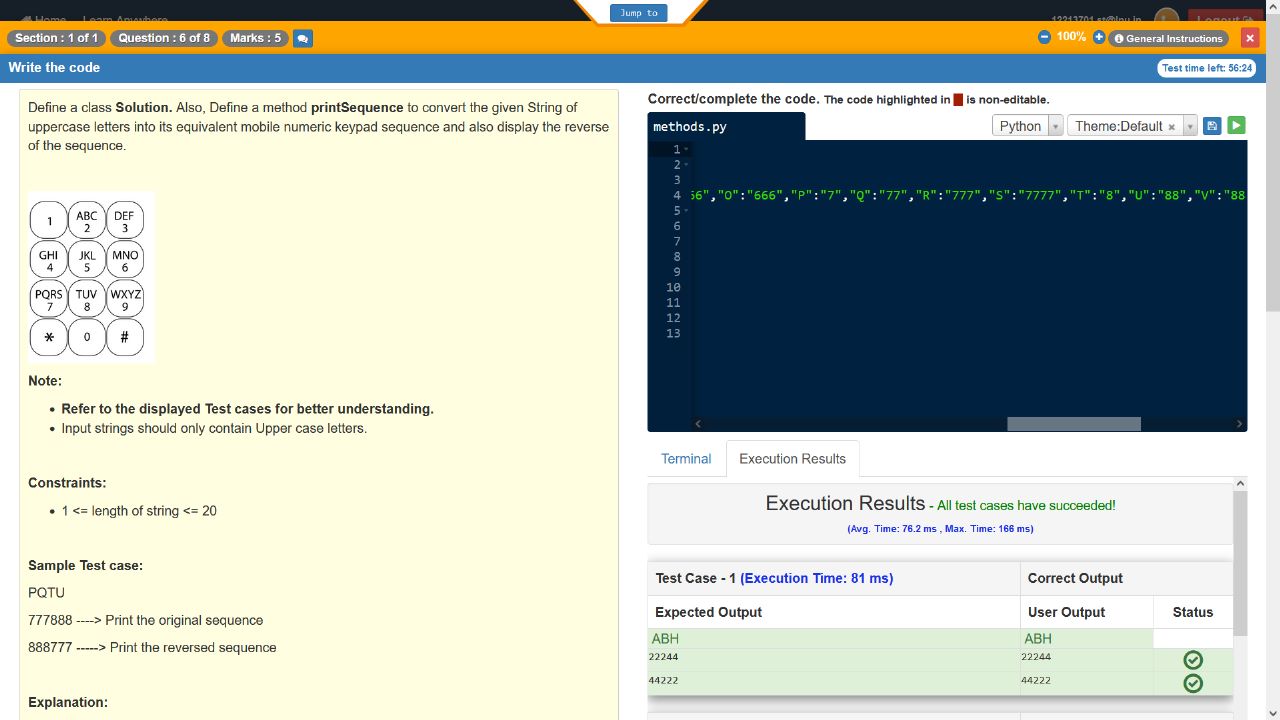 Home Learn Anywhere
Jump to
12213701.st@lpu.in
Logout
Section : 1 of 1
Question : 6 of 8
Marks : 5
100%
General Instructions
Write the code
Test time left: 56:24
Define a class Solution. Also, Define a method printSequence to convert the given String of
uppercase letters into its equivalent mobile numeric keypad sequence and also display the reverse
of the sequence.
1
ABC
2
DEF
3
GHI
4
JKL
5
MNO
6
PQRS
7
TUV
8
WXYZ
9
*
0
#
Note:
• Refer to the displayed Test cases for better understanding.
• Input strings should only contain Upper case letters.
Constraints:
• 1 <= length of string <= 20
Sample Test case:
PQTU
777888 ----> Print the original sequence
888777 -----> Print the reversed sequence
Explanation:
Correct/complete the code. The code highlighted in is non-editable.
methods.py
Python
Theme:Default ×
1
2
3
4 66","O":"666","P":"7","Q":"77","R":"777","S":"7777","T":"8","U":"88","V":"88
5
6
7
8
9
10
11
12
13
Terminal
Execution Results
Execution Results - All test cases have succeeded!
(Avg. Time: 76.2 ms , Max. Time: 166 ms)
Test Case - 1 (Execution Time: 81 ms)
Correct Output
Expected Output
User Output
Status
ABH
ABH
22244
22244
44222
44222